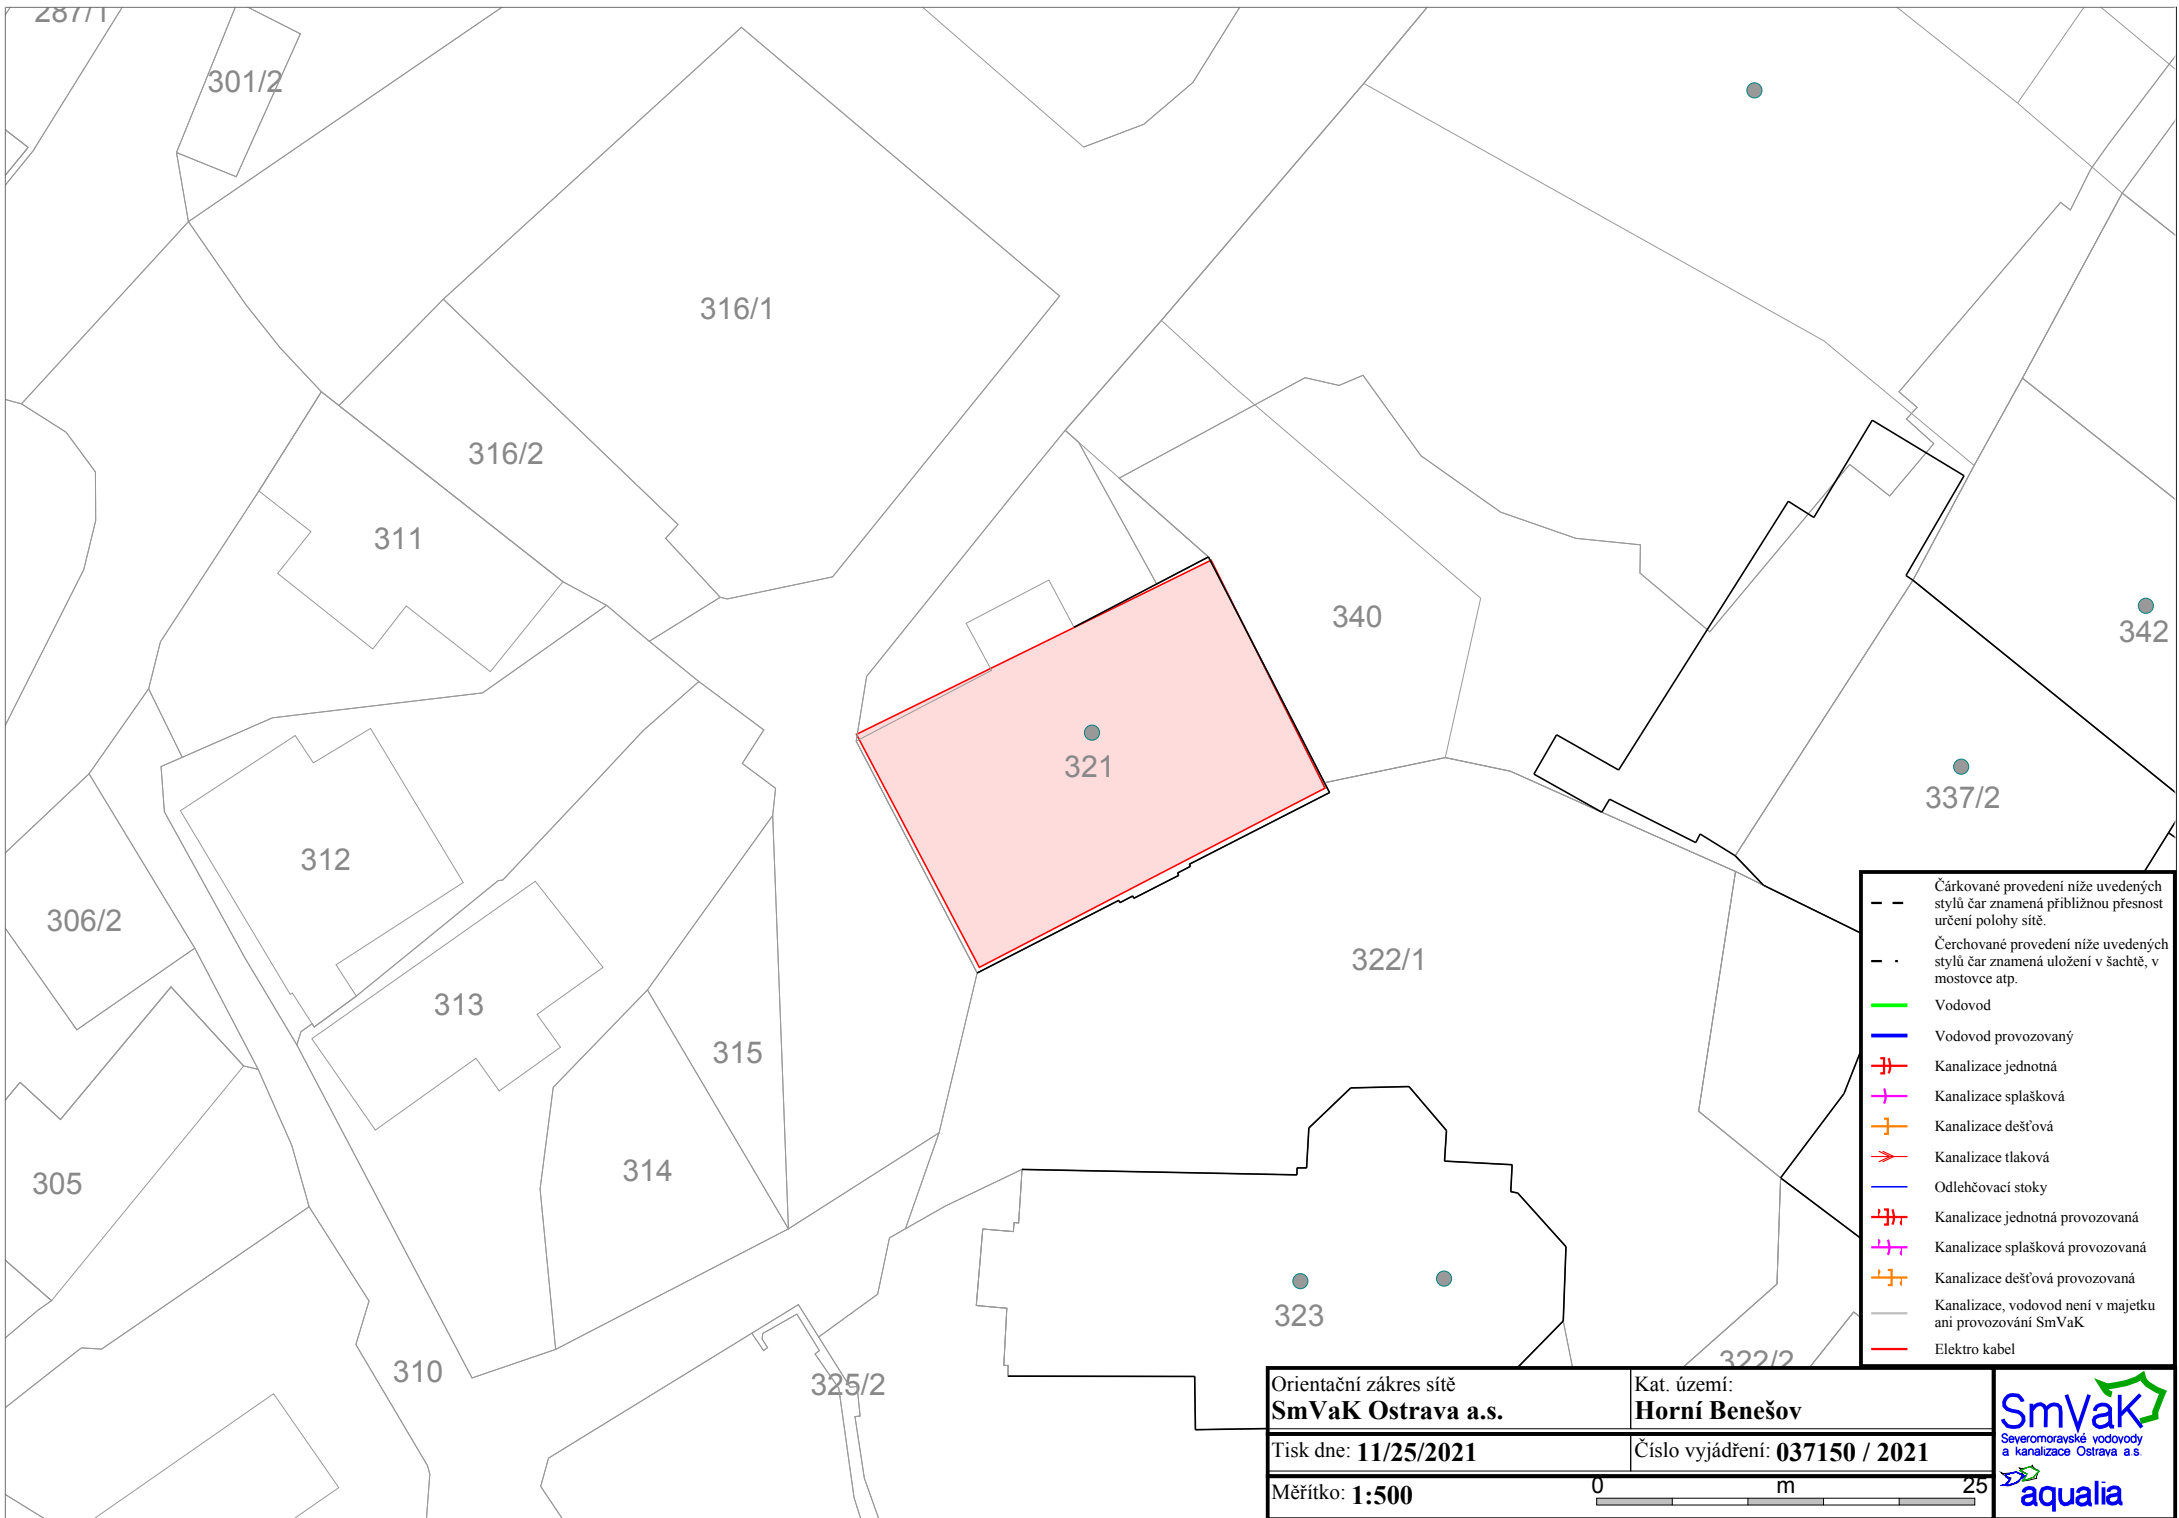 287/1
301/2
316/1
316/2
311
340
342
321
337/2
312
306/2
322/1
313
315
314
305
323
310
325/2
322/2
Čárkované provedení níže uvedených
stylů čar znamená přibližnou přesnost
určení polohy sítě.
Čerchované provedení níže uvedených
stylů čar znamená uložení v šachtě, v
mostovce atp.
Vodovod
Vodovod provozovaný
Kanalizace jednotná
Kanalizace splašková
Kanalizace dešťová
Kanalizace tlaková
Odlehčovací stoky
Kanalizace jednotná provozovaná
Kanalizace splašková provozovaná
Kanalizace dešťová provozovaná
Kanalizace, vodovod není v majetku
ani provozování SmVaK
Elektro kabel
Orientační zákres sítě
SmVaK Ostrava a.s.
Kat. území:
Horní Benešov
Tisk dne: 11/25/2021
Číslo vyjádření: 037150 / 2021
Měřítko: 1:500
0 m 25
SmVaK
Severomoravské vodovody
a kanalizace Ostrava a.s.
aqualia